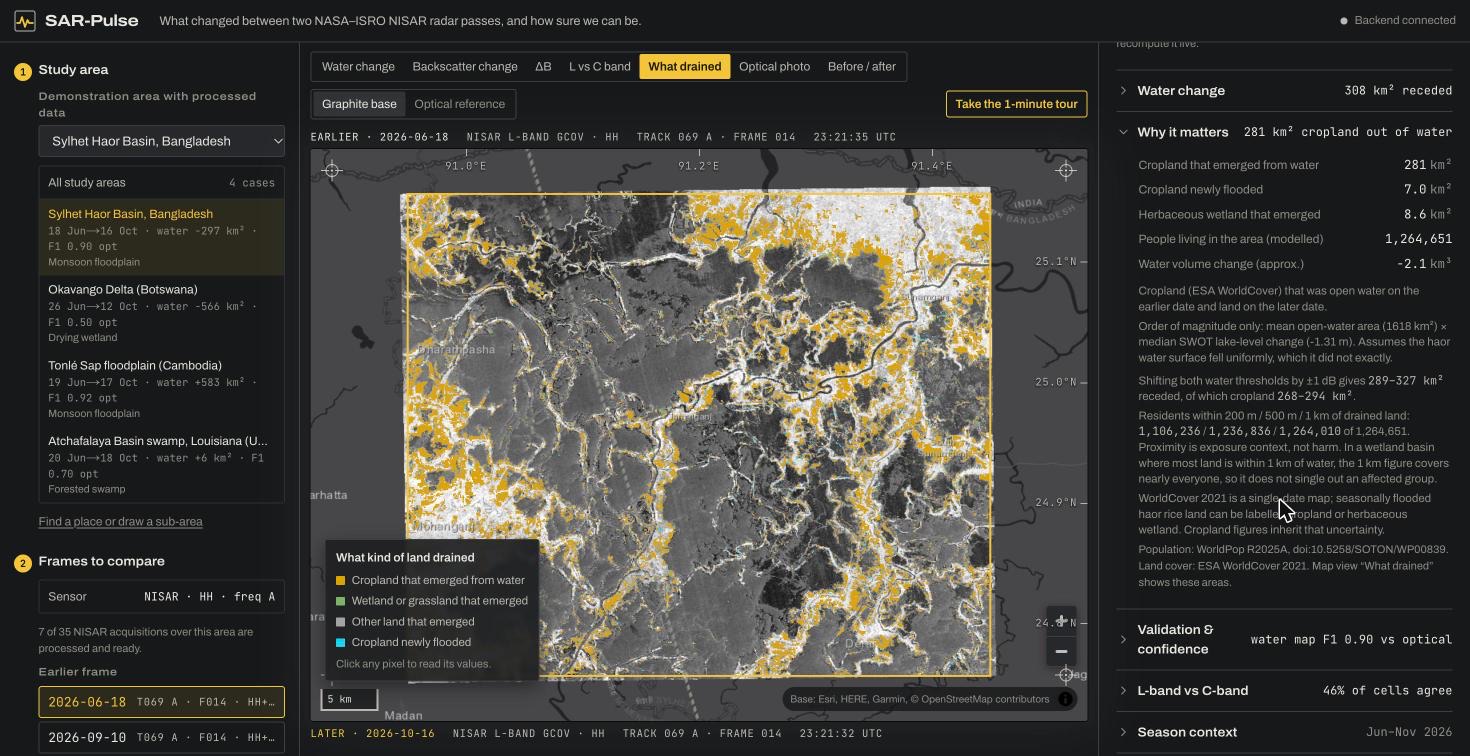 SAR-Pulse
What changed between two NASA–ISRO NISAR radar passes, and how sure we can be.
Backend connected
1 Study area
Demonstration area with processed
data
Sylhet Haor Basin, Bangladesh
All study areas 4 cases
Sylhet Haor Basin, Bangladesh
18 Jun→16 Oct · water -297 km² ·
F1 0.90 opt
Monsoon floodplain
Okavango Delta (Botswana)
26 Jun→12 Oct · water -566 km² ·
F1 0.50 opt
Drying wetland
Tonlé Sap floodplain (Cambodia)
19 Jun→17 Oct · water +583 km² ·
F1 0.92 opt
Monsoon floodplain
Atchafalaya Basin swamp, Louisiana (U...
20 Jun→18 Oct · water +6 km² · F1
0.70 opt
Forested swamp
Find a place or draw a sub-area
2 Frames to compare
Sensor NISAR · HH · freq A
7 of 35 NISAR acquisitions over this area are
processed and ready.
Earlier frame
2026-06-18 T069 A · F014 · HH+…
2026-09-10 T069 A · F014 · HH+…
Water change Backscatter change ΔB L vs C band What drained Optical photo Before / after
Graphite base Optical reference
Take the 1-minute tour
EARLIER · 2026-06-18 NISAR L-BAND GCOV · HH TRACK 069 A · FRAME 014 23:21:35 UTC
91.0°E 91.2°E 91.4°E
INDIA
BANGLADESH
25.1°N
Sunamganj
Dharathpasha
25.0°N
24.9°N
arhatta
Mohanganj
What kind of land drained
Cropland that emerged from water
Wetland or grassland that emerged
Other land that emerged
Cropland newly flooded
Click any pixel to read its values.
+
−
5 km
Madan
Base: Esri, HERE, Garmin, © OpenStreetMap contributors
LATER · 2026-10-16 NISAR L-BAND GCOV · HH TRACK 069 A · FRAME 014 23:21:32 UTC
recompute it live.
Water change 308 km² receded
Why it matters 281 km² cropland out of water
Cropland that emerged from water 281 km²
Cropland newly flooded 7.0 km²
Herbaceous wetland that emerged 8.6 km²
People living in the area (modelled) 1,264,651
Water volume change (approx.) -2.1 km³
Cropland (ESA WorldCover) that was open water on the
earlier date and land on the later date.
Order of magnitude only: mean open-water area (1618 km²) ×
median SWOT lake-level change (-1.31 m). Assumes the haor
water surface fell uniformly, which it did not exactly.
Shifting both water thresholds by ±1 dB gives 289–327 km²
receded, of which cropland 268–294 km².
Residents within 200 m / 500 m / 1 km of drained land:
1,106,236 / 1,236,836 / 1,264,010 of 1,264,651.
Proximity is exposure context, not harm. In a wetland basin
where most land is within 1 km of water, the 1 km figure covers
nearly everyone, so it does not single out an affected group.
WorldCover 2021 is a single-date map; seasonally flooded
haor rice land can be labelled cropland or herbaceous
wetland. Cropland figures inherit that uncertainty.
Population: WorldPop R2025A, doi:10.5258/SOTON/WP00839.
Land cover: ESA WorldCover 2021. Map view “What drained”
shows these areas.
Validation &
confidence water map F1 0.90 vs optical
L-band vs C-band 46% of cells agree
Season context Jun–Nov 2026